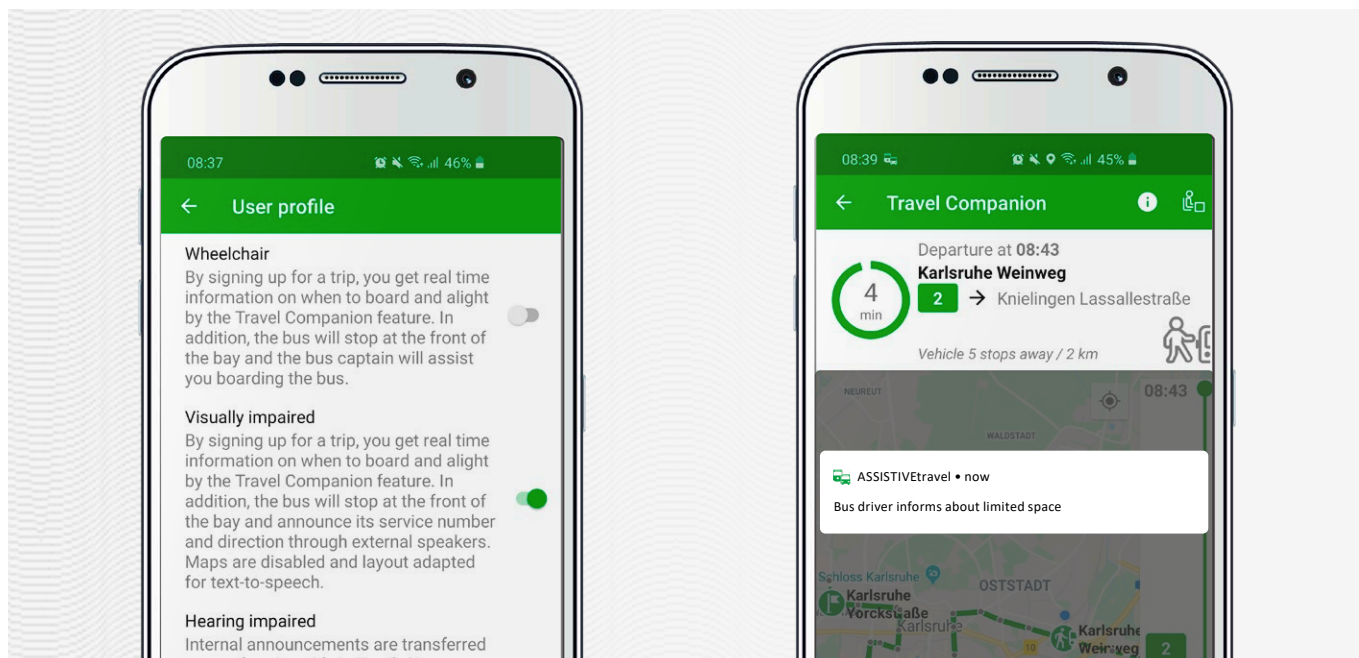 08:37
46%
User profile
Wheelchair
By signing up for a trip, you get real time
information on when to board and alight
by the Travel Companion feature. In
addition, the bus will stop at the front of
the bay and the bus captain will assist
you boarding the bus.
Visually impaired
By signing up for a trip, you get real time
information on when to board and alight
by the Travel Companion feature. In
addition, the bus will stop at the front of
the bay and announce its service number
and direction through external speakers.
Maps are disabled and layout adapted
for text-to-speech.
Hearing impaired
Internal announcements are transferred
08:39
45%
Travel Companion
Departure at 08:43
Karlsruhe Weinweg
4
min
2 → Knielingen Lassallestraße
Vehicle 5 stops away / 2 km
NEUREUT
08:43
WALDSTADT
ASSISTIVEtravel • now
Bus driver informs about limited space
Schloss Karlsruhe
OSTSTADT
Karlsruhe
Yorckstraße
Karlsruhe
10
Karlsruhe
Weinweg
2